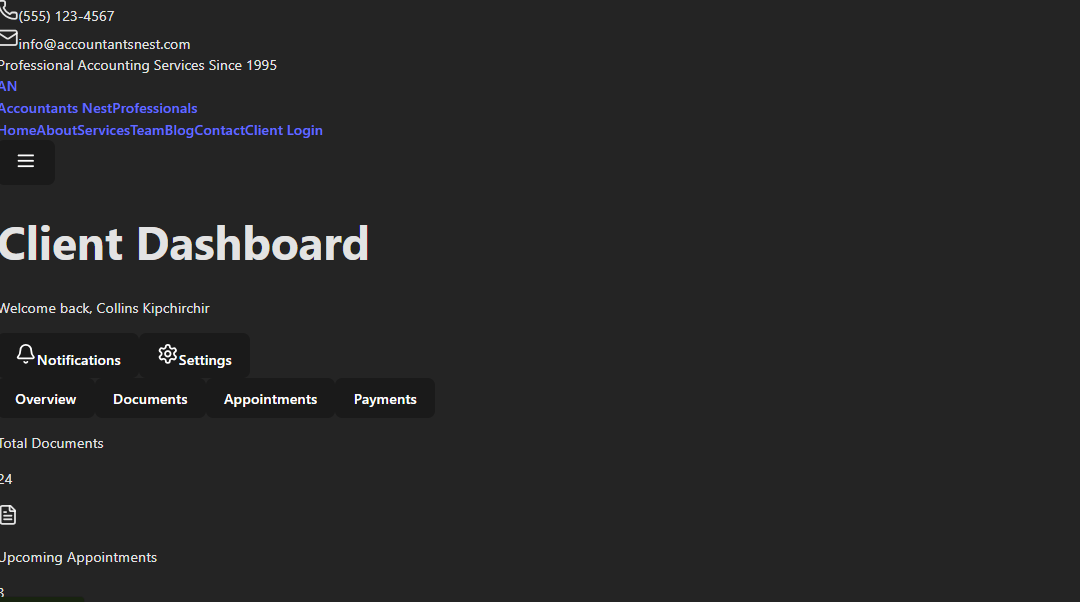 (555) 123-4567
info@accountantsnest.com
Professional Accounting Services Since 1995
AN
Accountants NestProfessionals
HomeAboutServicesTeamBlogContactClient Login
Client Dashboard
Welcome back, Collins Kipchirchir
Notifications Settings
Overview Documents Appointments Payments
Total Documents
24
Upcoming Appointments
3